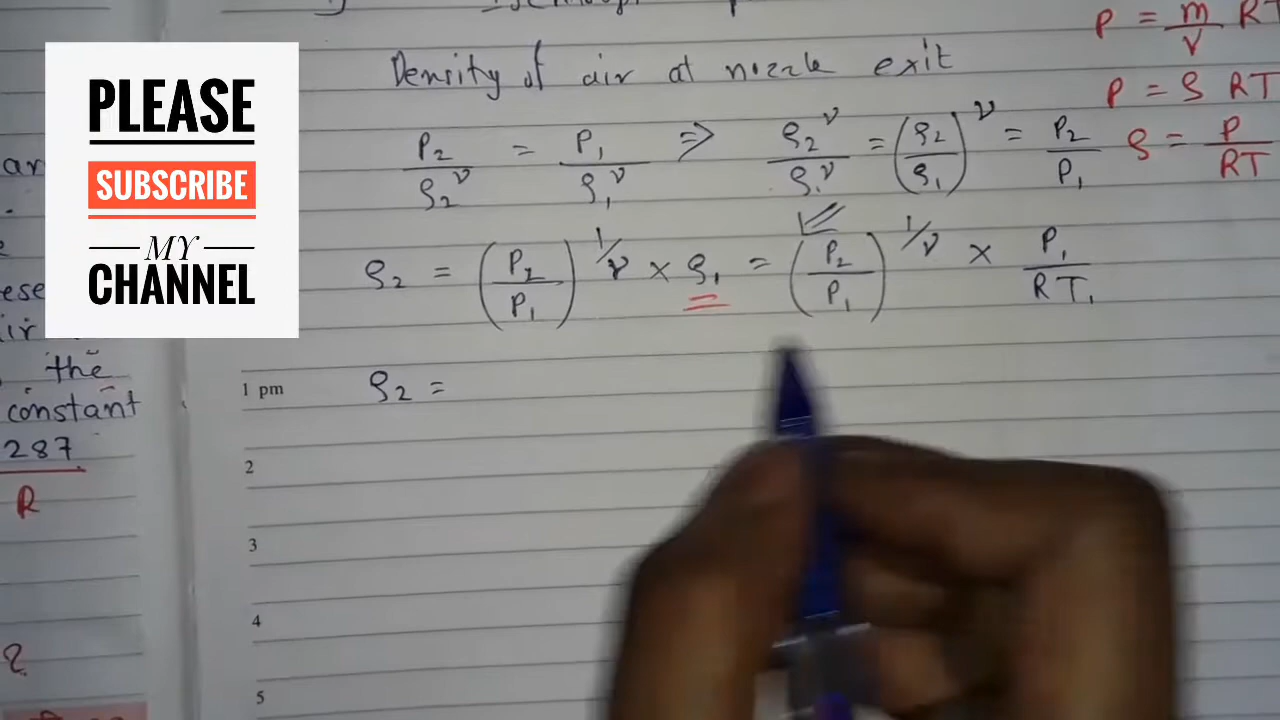 P = m/V RT
Density of air at nozzle exit
P = ρ RT
P₂/ρ₂^γ = P₁/ρ₁^γ ⇒ ρ₂^γ/ρ₁^γ = (ρ₂/ρ₁)^γ = P₂/P₁
ρ = P/RT
ρ₂ = (P₂/P₁)^1/γ × ρ₁ = (P₂/P₁)^1/γ × P₁/RT₁
1 pm ρ₂ =
2
3
4
5
the
constant
287
R
?
PLEASE
SUBSCRIBE
MY
CHANNEL